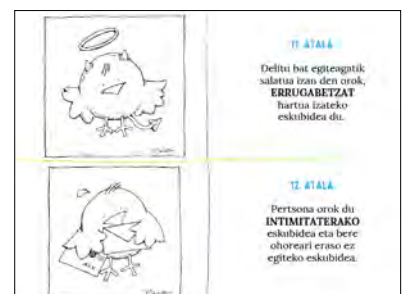 11. ATALA
Delitu bat egiteagatik
salatua izan den orok,
ERRUGABETZAT
hartua izateko
eskubidea du.
12. ATALA
Pertsona orok du
INTIMITATERAKO
eskubidea eta bere
ohoreari eraso ez
egiteko eskubidea.